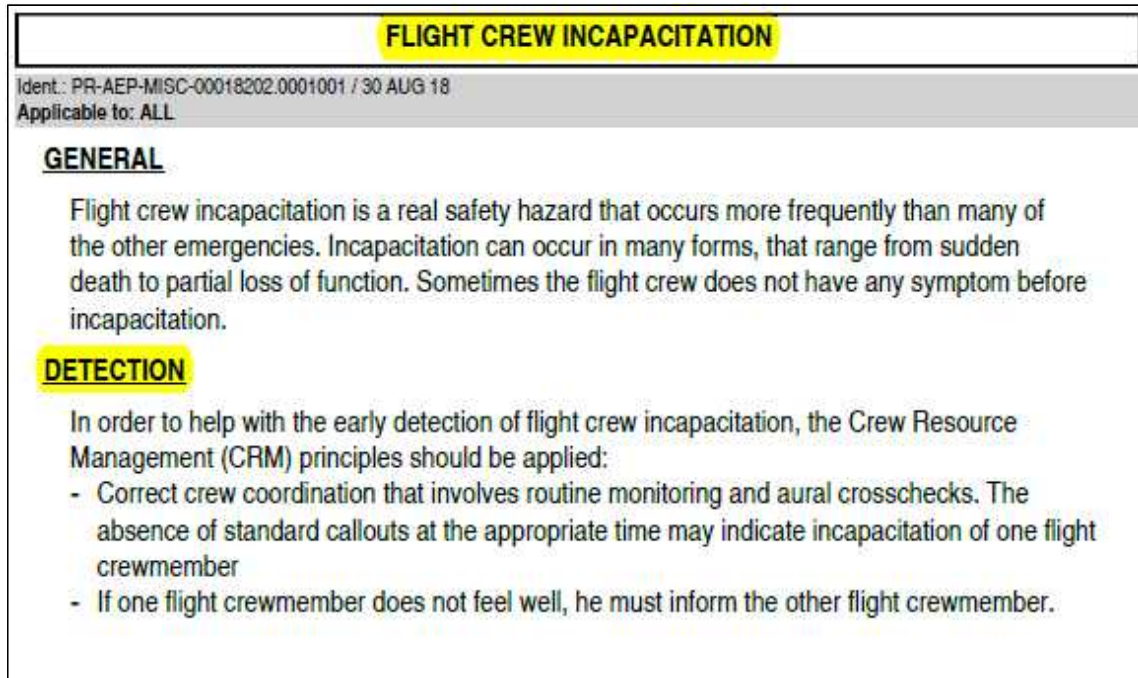 FLIGHT CREW INCAPACITATION
Ident.: PR-AEP-MISC-00018202.0001001 / 30 AUG 18
Applicable to: ALL
GENERAL
Flight crew incapacitation is a real safety hazard that occurs more frequently than many of
the other emergencies. Incapacitation can occur in many forms, that range from sudden
death to partial loss of function. Sometimes the flight crew does not have any symptom before
incapacitation.
DETECTION
In order to help with the early detection of flight crew incapacitation, the Crew Resource
Management (CRM) principles should be applied:
- Correct crew coordination that involves routine monitoring and aural crosschecks. The
absence of standard callouts at the appropriate time may indicate incapacitation of one flight
crewmember
- If one flight crewmember does not feel well, he must inform the other flight crewmember.